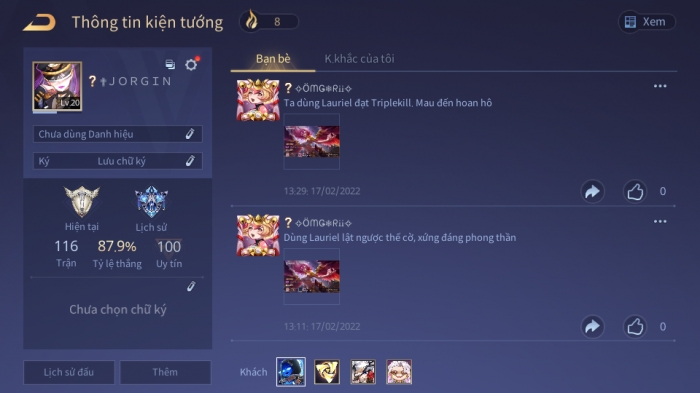 Thông tin kiện tướng
8
Xem
Lv.20
?✟JORGIN
Chưa dùng Danh hiệu
Ký Lưu chữ ký
Hiện tại Lịch sử
116 87.9% 100
Trận Tỷ lệ thắng Uy tín
Chưa chọn chữ ký
Lịch sử đấu Thêm
Bạn bè K.khắc của tôi
Ta dùng Lauriel đạt Triplekill. Mau đến hoan hô
13:29: 17/02/2022 0
Dùng Lauriel lật ngược thế cờ, xứng đáng phong thần
13:11: 17/02/2022 0
Khách